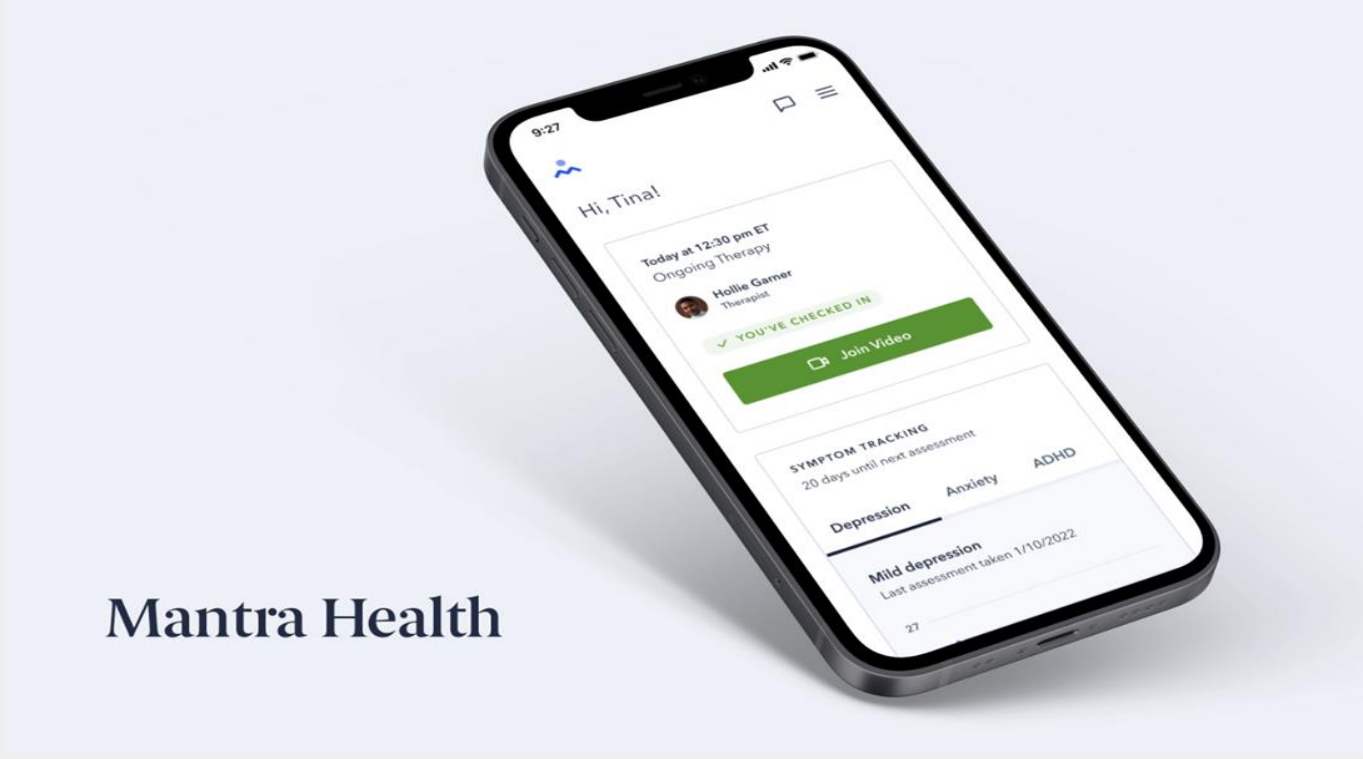 9:27
Hi, Tina!
Today at 12:30 pm ET
Ongoing Therapy
Hollie Garner
Therapist
✓ YOU'VE CHECKED IN
Join Video
SYMPTOM TRACKING
20 days until next assessment
Depression Anxiety ADHD
Mild depression
Last assessment taken 1/10/2022
27
Mantra Health